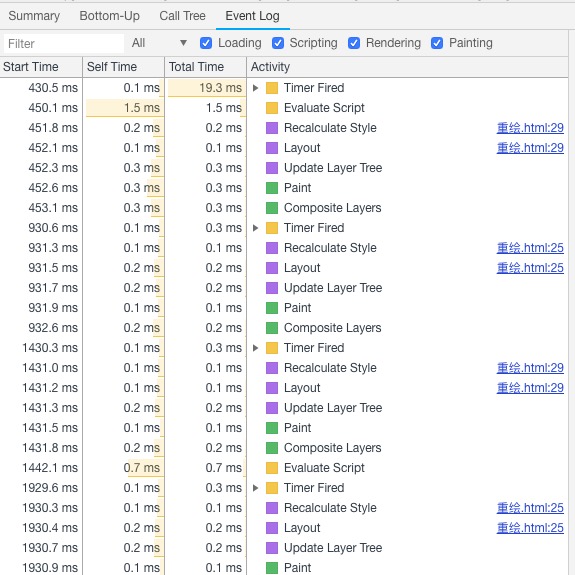 Summary Bottom-Up Call Tree Event Log
Filter All Loading Scripting Rendering Painting
Start Time Self Time Total Time Activity
430.5 ms 0.1 ms 19.3 ms Timer Fired
450.1 ms 1.5 ms 1.5 ms Evaluate Script
451.8 ms 0.2 ms 0.2 ms Recalculate Style 重绘.html:29
452.1 ms 0.1 ms 0.1 ms Layout 重绘.html:29
452.3 ms 0.3 ms 0.3 ms Update Layer Tree
452.6 ms 0.3 ms 0.3 ms Paint
453.1 ms 0.3 ms 0.3 ms Composite Layers
930.6 ms 0.1 ms 0.3 ms Timer Fired
931.3 ms 0.1 ms 0.1 ms Recalculate Style 重绘.html:25
931.5 ms 0.2 ms 0.2 ms Layout 重绘.html:25
931.7 ms 0.2 ms 0.2 ms Update Layer Tree
931.9 ms 0.1 ms 0.1 ms Paint
932.6 ms 0.2 ms 0.2 ms Composite Layers
1430.3 ms 0.1 ms 0.3 ms Timer Fired
1431.0 ms 0.1 ms 0.1 ms Recalculate Style 重绘.html:29
1431.2 ms 0.1 ms 0.1 ms Layout 重绘.html:29
1431.3 ms 0.2 ms 0.2 ms Update Layer Tree
1431.5 ms 0.1 ms 0.1 ms Paint
1431.8 ms 0.2 ms 0.2 ms Composite Layers
1442.1 ms 0.7 ms 0.7 ms Evaluate Script
1929.6 ms 0.1 ms 0.3 ms Timer Fired
1930.3 ms 0.1 ms 0.1 ms Recalculate Style 重绘.html:25
1930.4 ms 0.2 ms 0.2 ms Layout 重绘.html:25
1930.7 ms 0.2 ms 0.2 ms Update Layer Tree
1930.9 ms 0.1 ms 0.1 ms Paint